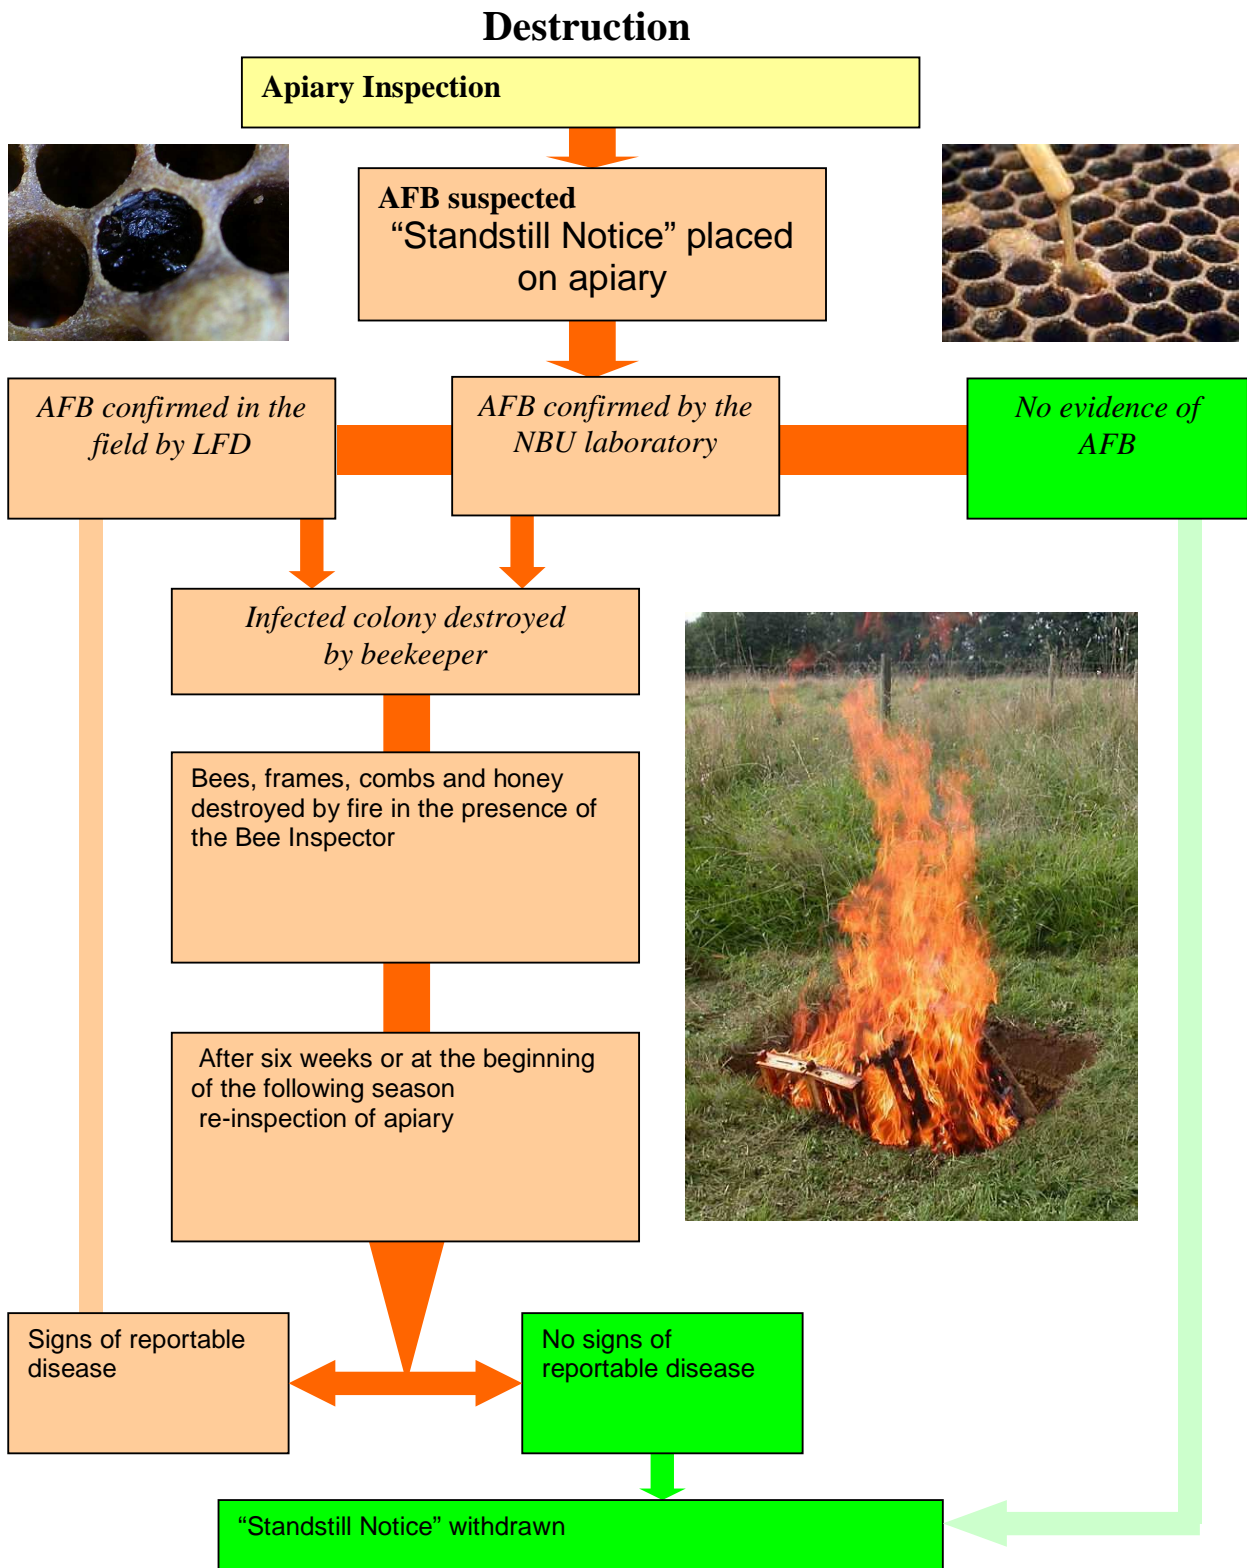 Destruction
Apiary Inspection
AFB suspected
“Standstill Notice” placed
on apiary
AFB confirmed in the
field by LFD
AFB confirmed by the
NBU laboratory
No evidence of
AFB
Infected colony destroyed
by beekeeper
Bees, frames, combs and honey
destroyed by fire in the presence of
the Bee Inspector
After six weeks or at the beginning
of the following season
re-inspection of apiary
Signs of reportable
disease
No signs of
reportable disease
“Standstill Notice” withdrawn